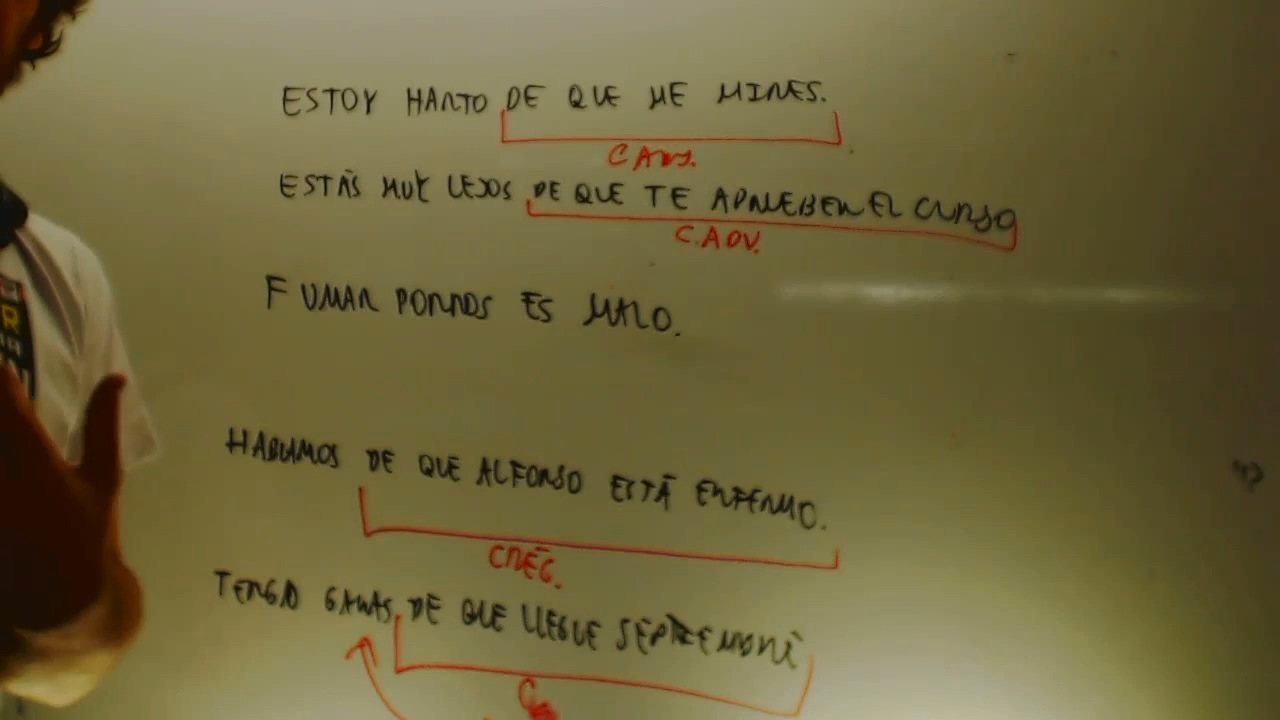 ESTOY HARTO DE QUE ME MIRES.
C ADJ.
ESTÁS MUY LEJOS DE QUE TE APRUEBEN EL CURSO
C. ADV.
FUMAR PORROS ES MALO.
HABLAMOS DE QUE ALFONSO ESTÁ ENFERMO.
CREG.
TENGO GANAS DE QUE LLEGUE SEPTIEMBRE